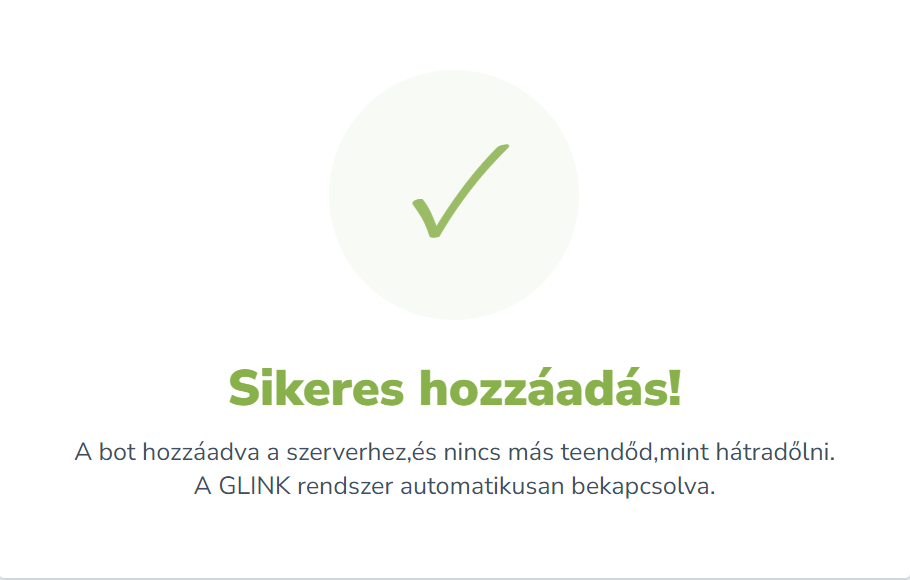 Sikeres hozzáadás!
A bot hozzáadva a szerverhez,és nincs más teendőd,mint hátradőlni.
A GLINK rendszer automatikusan bekapcsolva.